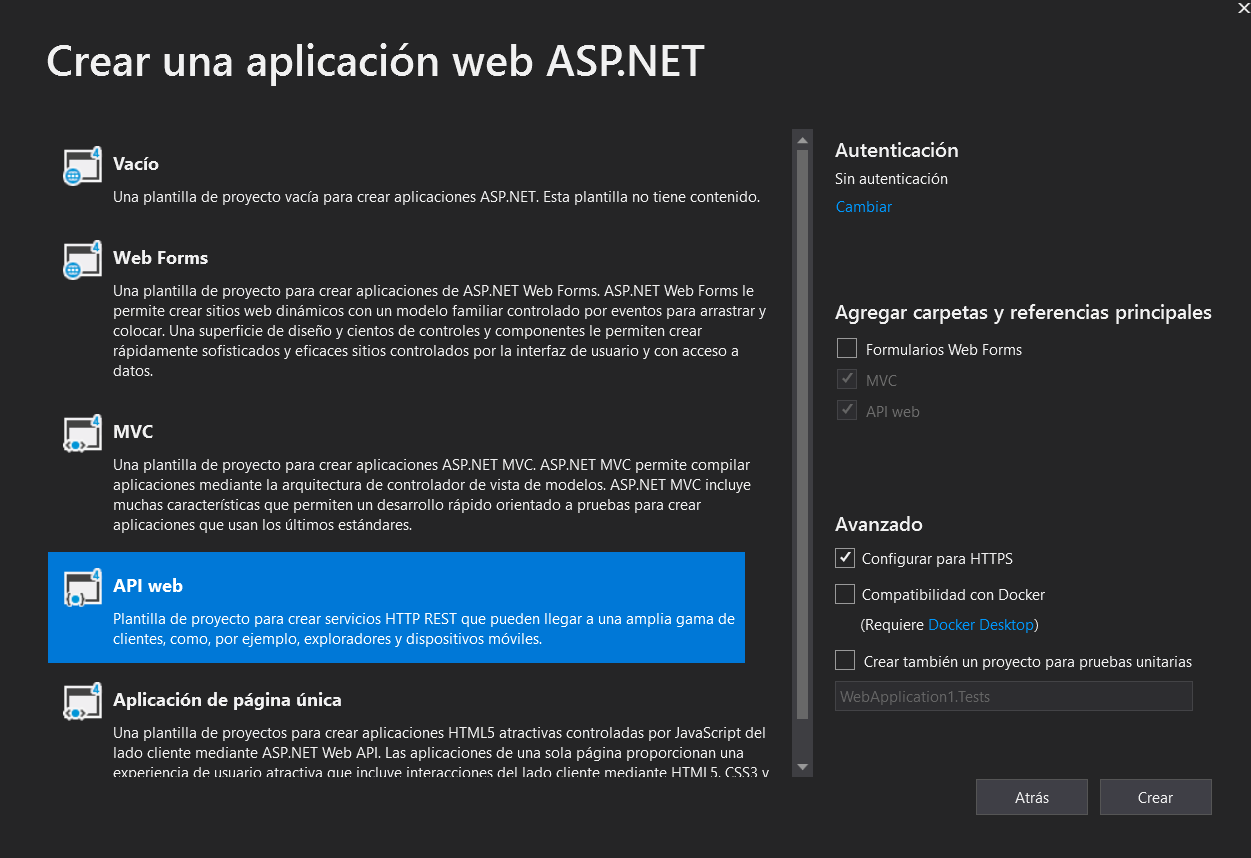 Crear una aplicación web ASP.NET
Vacío
Una plantilla de proyecto vacía para crear aplicaciones ASP.NET. Esta plantilla no tiene contenido.
Web Forms
Una plantilla de proyecto para crear aplicaciones de ASP.NET Web Forms. ASP.NET Web Forms le
permite crear sitios web dinámicos con un modelo familiar controlado por eventos para arrastrar y
colocar. Una superficie de diseño y cientos de controles y componentes le permiten crear
rápidamente sofisticados y eficaces sitios controlados por la interfaz de usuario y con acceso a
datos.
MVC
Una plantilla de proyecto para crear aplicaciones ASP.NET MVC. ASP.NET MVC permite compilar
aplicaciones mediante la arquitectura de controlador de vista de modelos. ASP.NET MVC incluye
muchas características que permiten un desarrollo rápido orientado a pruebas para crear
aplicaciones que usan los últimos estándares.
API web
Plantilla de proyecto para crear servicios HTTP REST que pueden llegar a una amplia gama de
clientes, como, por ejemplo, exploradores y dispositivos móviles.
Aplicación de página única
Una plantilla de proyectos para crear aplicaciones HTML5 atractivas controladas por JavaScript del
lado cliente mediante ASP.NET Web API. Las aplicaciones de una sola página proporcionan una
experiencia de usuario atractiva que incluye interacciones del lado cliente mediante HTML5, CSS3 y
Autenticación
Sin autenticación
Cambiar
Agregar carpetas y referencias principales
Formularios Web Forms
MVC
API web
Avanzado
Configurar para HTTPS
Compatibilidad con Docker
(Requiere Docker Desktop)
Crear también un proyecto para pruebas unitarias
WebApplication1.Tests
Atrás
Crear